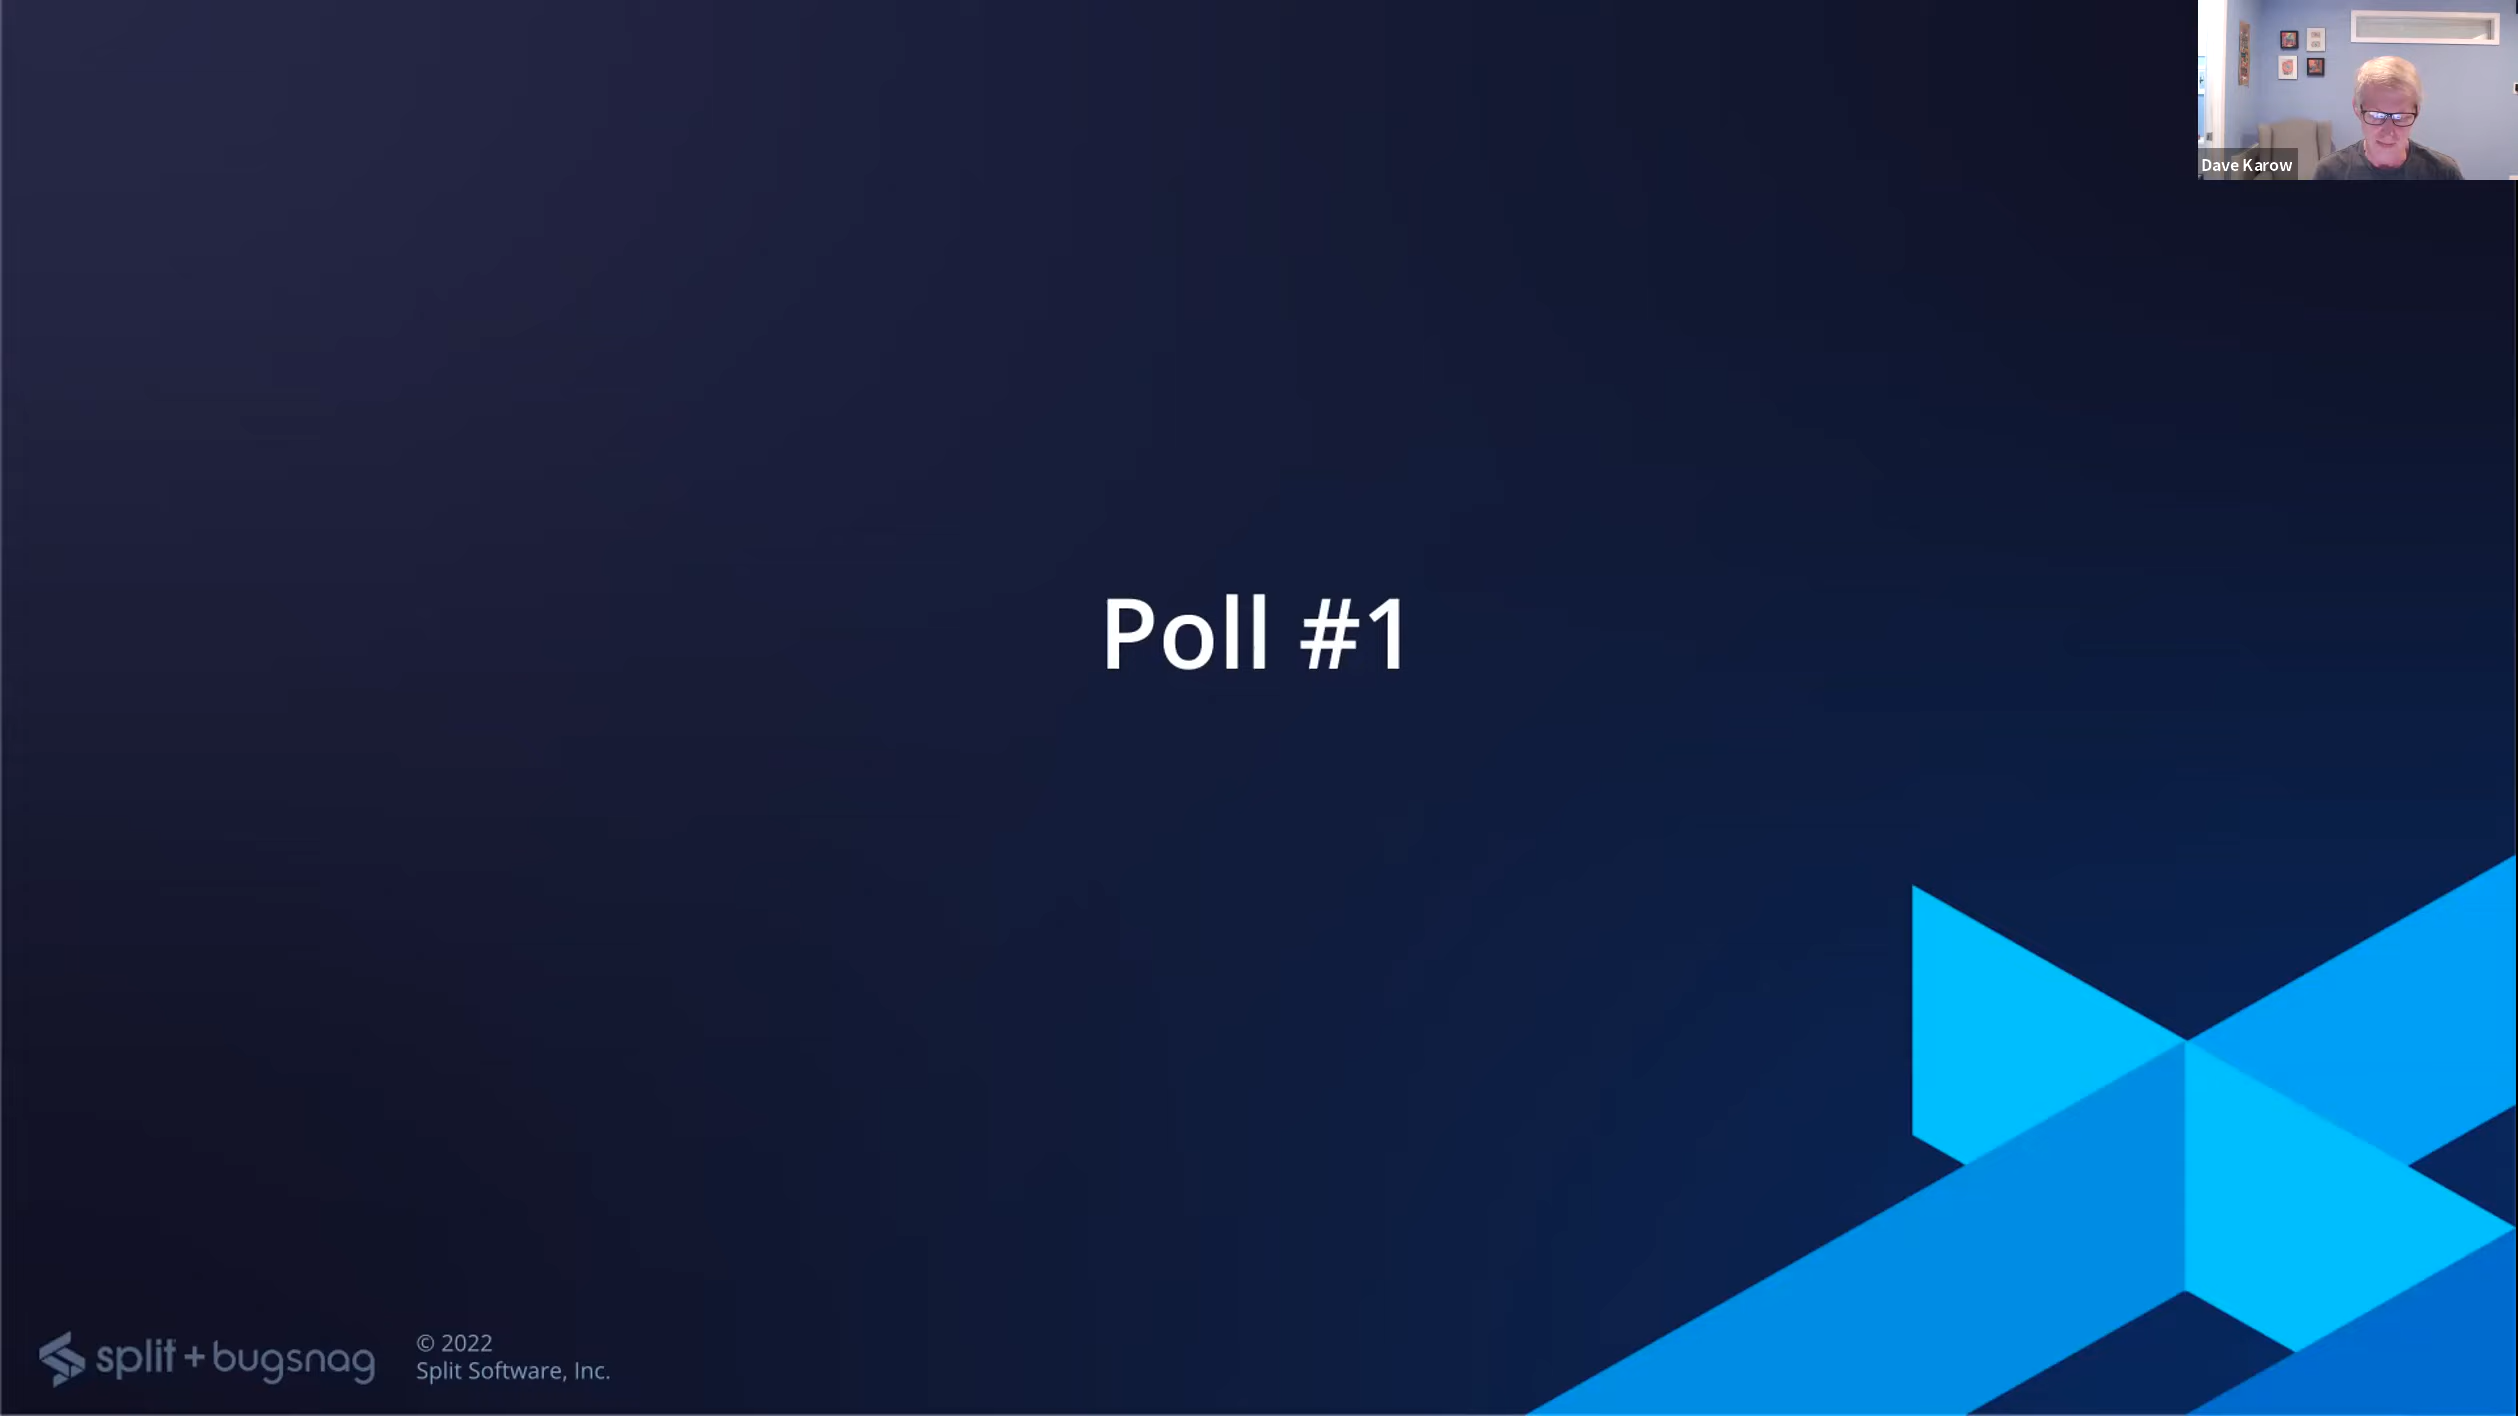 Dave Karow
Poll #1
split + bugsnag
© 2022
Split Software, Inc.